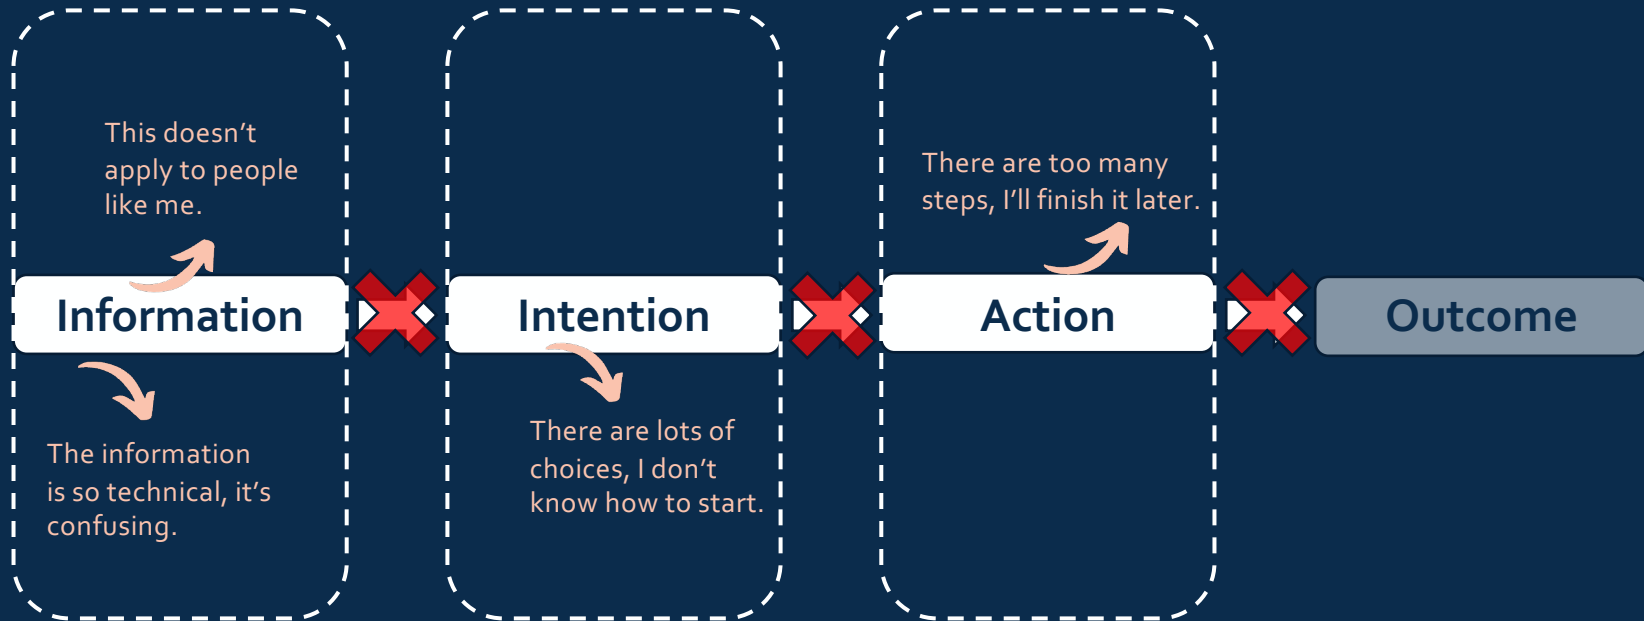 This doesn’t
apply to people
like me.
Information
The information
is so technical, it’s
confusing.
Intention
There are lots of
choices, I don’t
know how to start.
There are too many
steps, I’ll finish it later.
Action
Outcome